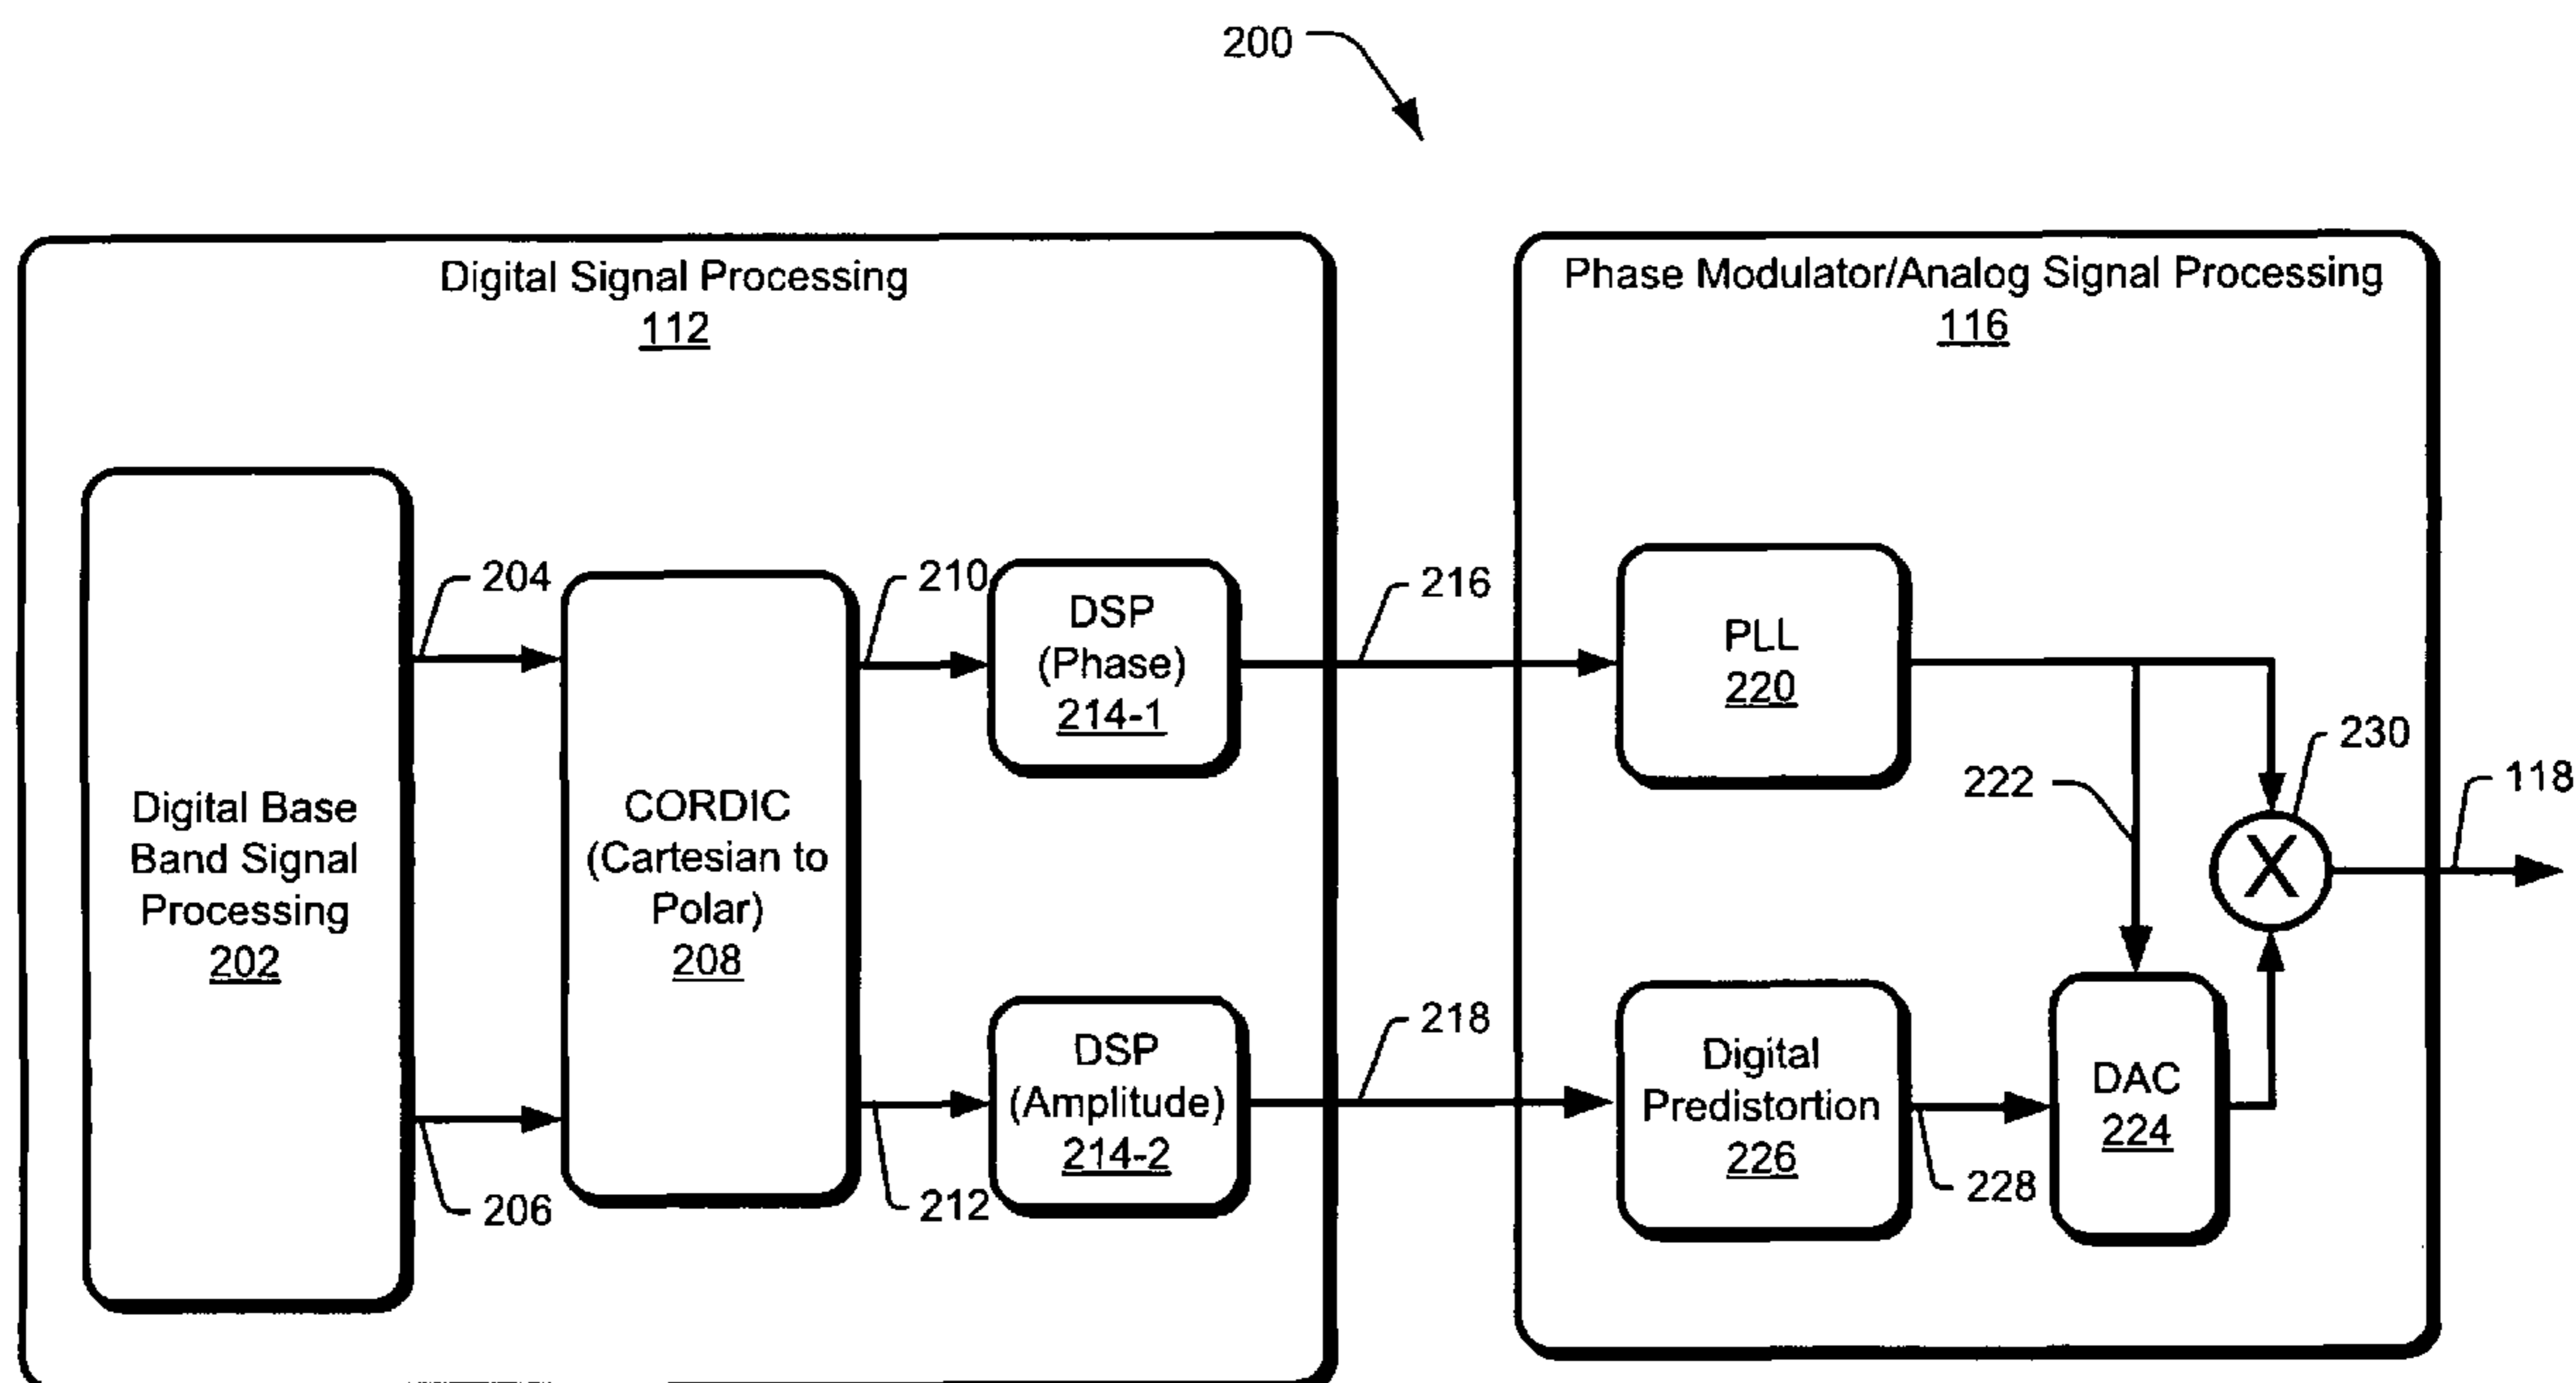 200
Digital Signal Processing
112
Phase Modulator/Analog Signal Processing
116
204
210
216
DSP
(Phase)
214-1
PLL
220
230
222
118
Digital Base
Band Signal
Processing
202
CORDIC
(Cartesian to
Polar)
208
206
212
DSP
(Amplitude)
214-2
218
Digital
Predistortion
226
228
DAC
224
X